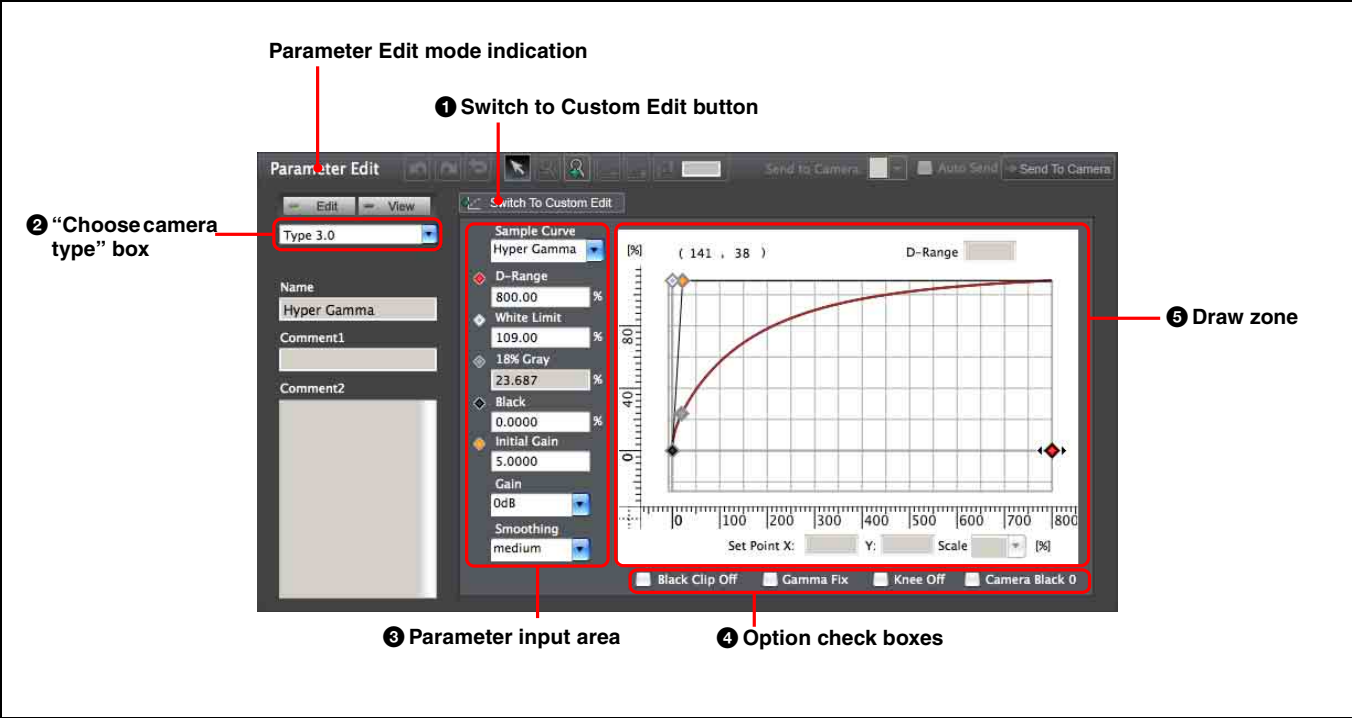 Parameter Edit mode indication
❶ Switch to Custom Edit button
Parameter Edit
Send to Camera
Auto Send
Send To Camera
Edit
View
Switch To Custom Edit
❷ “Choose camera
type” box
Type 3.0
Name
Hyper Gamma
Comment1
Comment2
Sample Curve
Hyper Gamma
D-Range
800.00 %
White Limit
109.00 %
18% Gray
23.687 %
Black
0.0000 %
Initial Gain
5.0000
Gain
0dB
Smoothing
medium
[%]
( 141 , 38 )
D-Range
80
40
0
0 100 200 300 400 500 600 700 800
Set Point X: Y: Scale [%]
Black Clip Off
Gamma Fix
Knee Off
Camera Black 0
❺ Draw zone
❸ Parameter input area
❹ Option check boxes